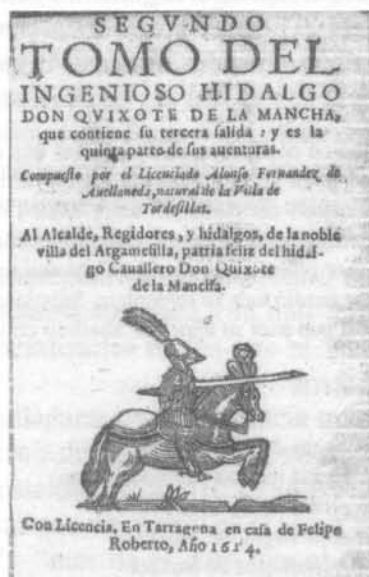 SEGVNDO
TOMO DEL
INGENIOSO HIDALGO
DON QVIXOTE DE LA MANCHA,
que contiene ſu tercera ſalida: y es la
quinta parte de ſus auenturas.
Compueſto por el Licenciado Alonſo Fernandez de
Auellaneda, natural de la Villa de
Tordeſillas.
Al Alcalde, Regidores, y hidalgos, de la noble
villa del Argameſilla, patria feliz del hidal-
go Cauallero Don Quixote
de la Mancha.
Con Licencia, En Tarragona en caſa de Felipe
Roberto, Año 1614.